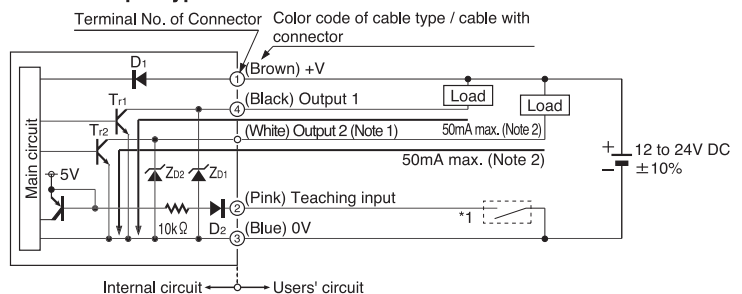 Terminal No. of Connector
Color code of cable type / cable with
connector
D1
1
(Brown) +V
Tr1
4
(Black) Output 1
Load
Load
Tr2
(White) Output 2 (Note 1)
50mA max. (Note 2)
Main circuit
5V
ZD2
ZD1
50mA max. (Note 2)
+
−
12 to 24V DC
±10%
10kΩ
D2
2
(Pink) Teaching input
*1
3
(Blue) 0V
Internal circuit
Users' circuit